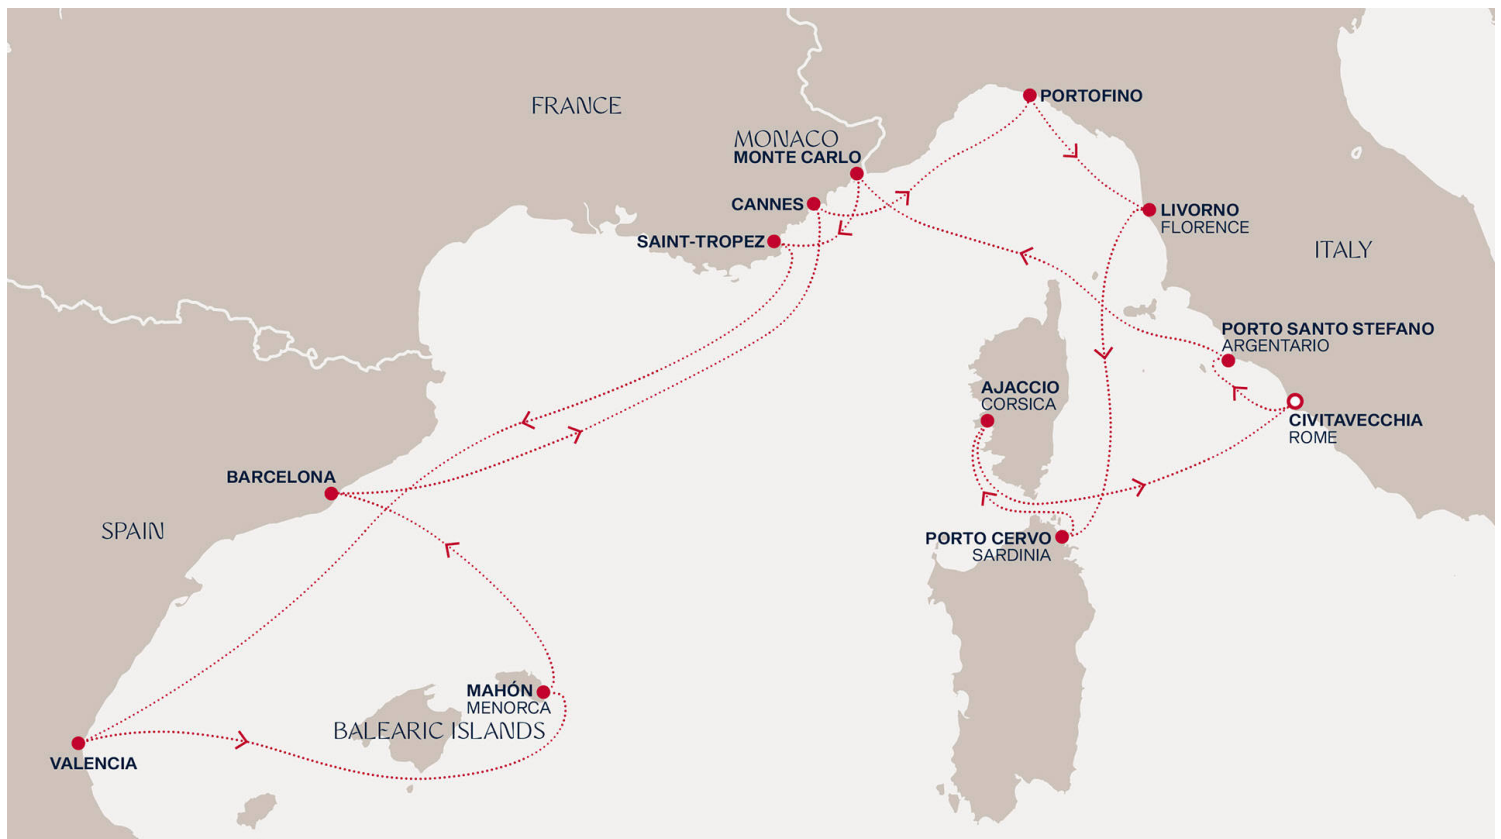 PORTOFINO
FRANCE
MONACO
MONTE CARLO
CANNES
LIVORNO
FLORENCE
SAINT-TROPEZ
ITALY
PORTO SANTO STEFANO
ARGENTARIO
AJACCIO
CORSICA
CIVITAVECCHIA
ROME
BARCELONA
SPAIN
PORTO CERVO
SARDINIA
MAHÓN
MENORCA
BALEARIC ISLANDS
VALENCIA